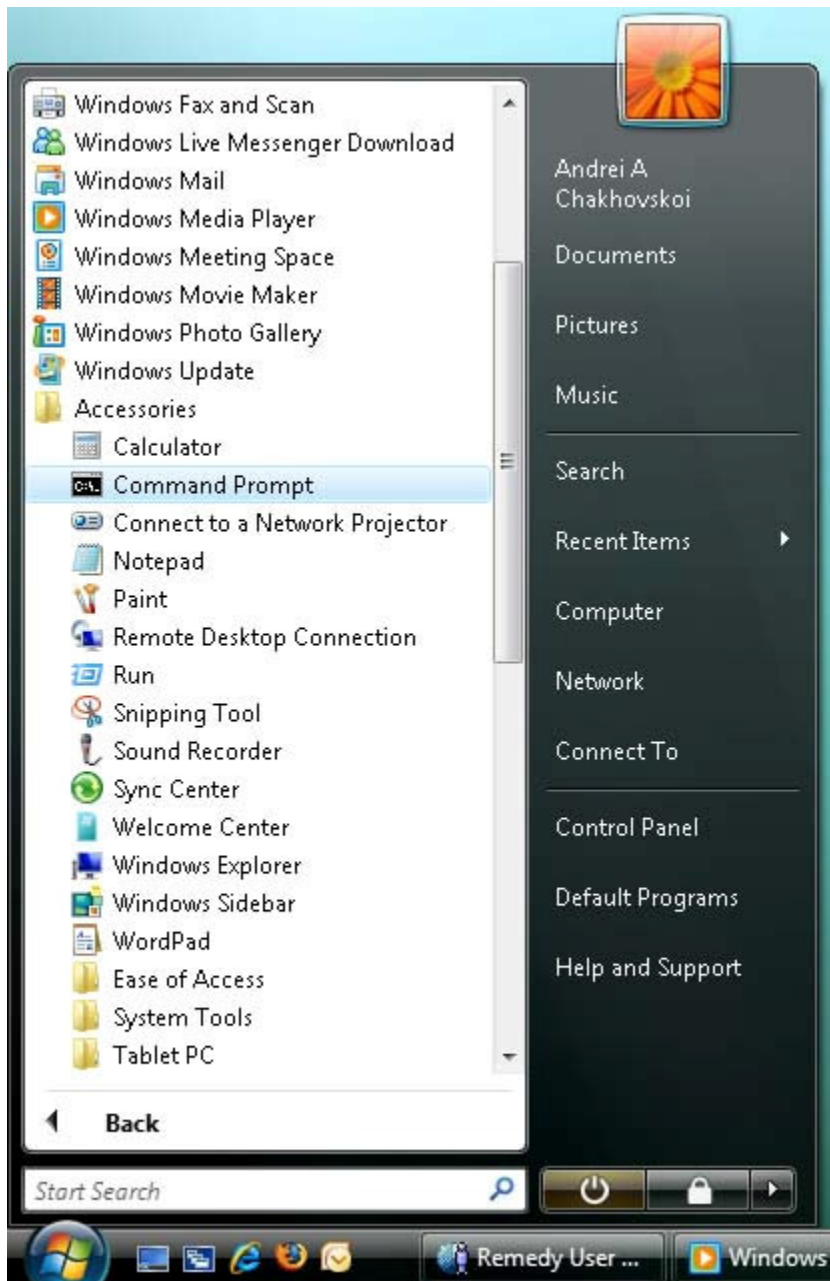 Windows Fax and Scan
Windows Live Messenger Download
Windows Mail
Windows Media Player
Windows Meeting Space
Windows Movie Maker
Windows Photo Gallery
Windows Update
Accessories
Calculator
Command Prompt
Connect to a Network Projector
Notepad
Paint
Remote Desktop Connection
Run
Snipping Tool
Sound Recorder
Sync Center
Welcome Center
Windows Explorer
Windows Sidebar
WordPad
Ease of Access
System Tools
Tablet PC
Back
Start Search
Andrei A
Chakhovskoi
Documents
Pictures
Music
Search
Recent Items
Computer
Network
Connect To
Control Panel
Default Programs
Help and Support
Remedy User ...
Windows